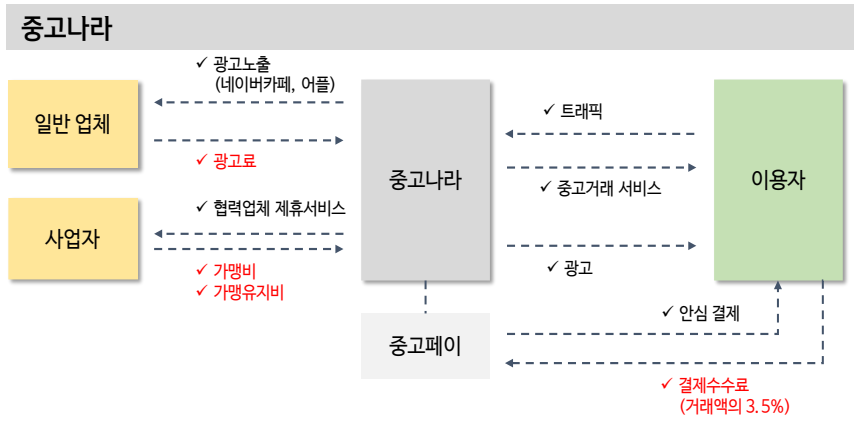 중고나라
✓ 광고노출
(네이버카페, 어플)
일반 업체
✓ 광고료
✓ 트래픽
중고나라
✓ 중고거래 서비스
이용자
✓ 협력업체 제휴서비스
사업자
✓ 가맹비
✓ 가맹유지비
✓ 광고
✓ 안심 결제
중고페이
✓ 결제수수료
(거래액의 3.5%)